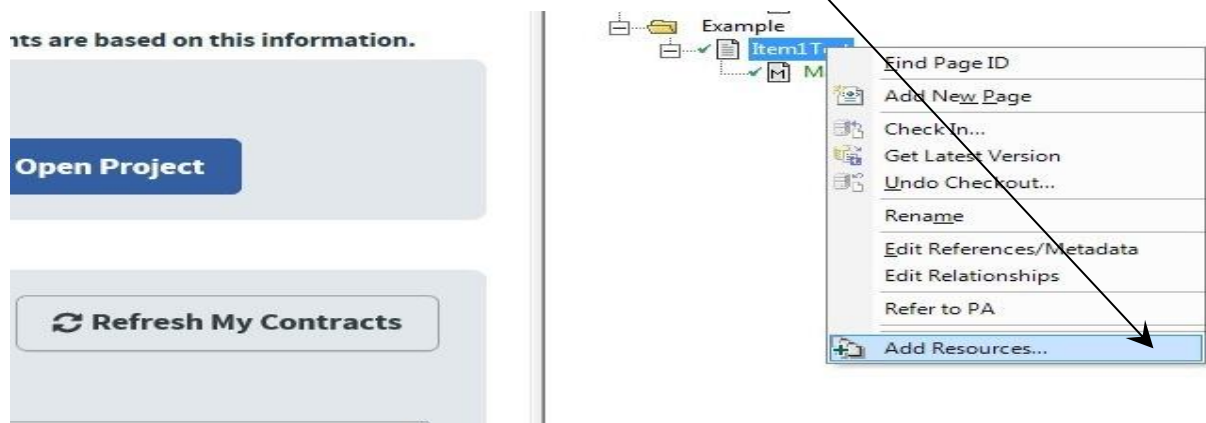 nts are based on this information.
Open Project
Refresh My Contracts
Example
M
Find Page ID
Add New Page
Check In...
Get Latest Version
Undo Checkout...
Rename
Edit References/Metadata
Edit Relationships
Refer to PA
Add Resources...